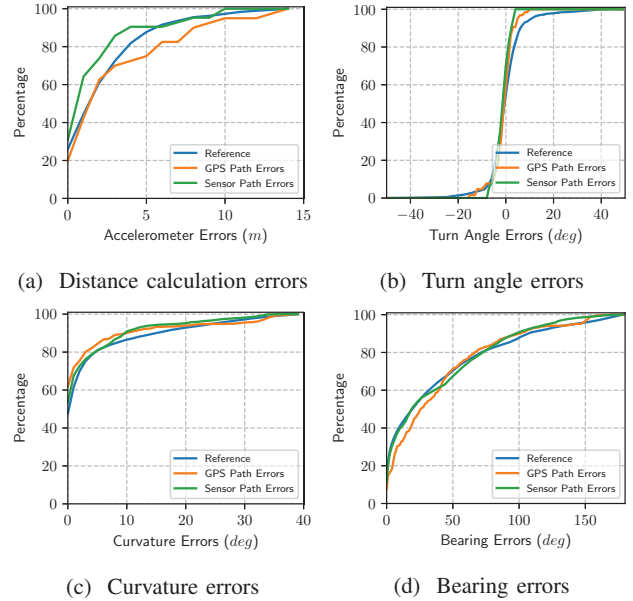 100
80
60
40
20
0
Percentage
0 5 10 15
Accelerometer Errors (m)
Reference
GPS Path Errors
Sensor Path Errors
(a) Distance calculation errors
100
80
60
40
20
0
Percentage
−40 −20 0 20 40
Turn Angle Errors (deg)
Reference
GPS Path Errors
Sensor Path Errors
(b) Turn angle errors
100
80
60
40
20
0
Percentage
0 10 20 30 40
Curvature Errors (deg)
Reference
GPS Path Errors
Sensor Path Errors
(c) Curvature errors
100
80
60
40
20
0
Percentage
0 50 100 150
Bearing Errors (deg)
Reference
GPS Path Errors
Sensor Path Errors
(d) Bearing errors